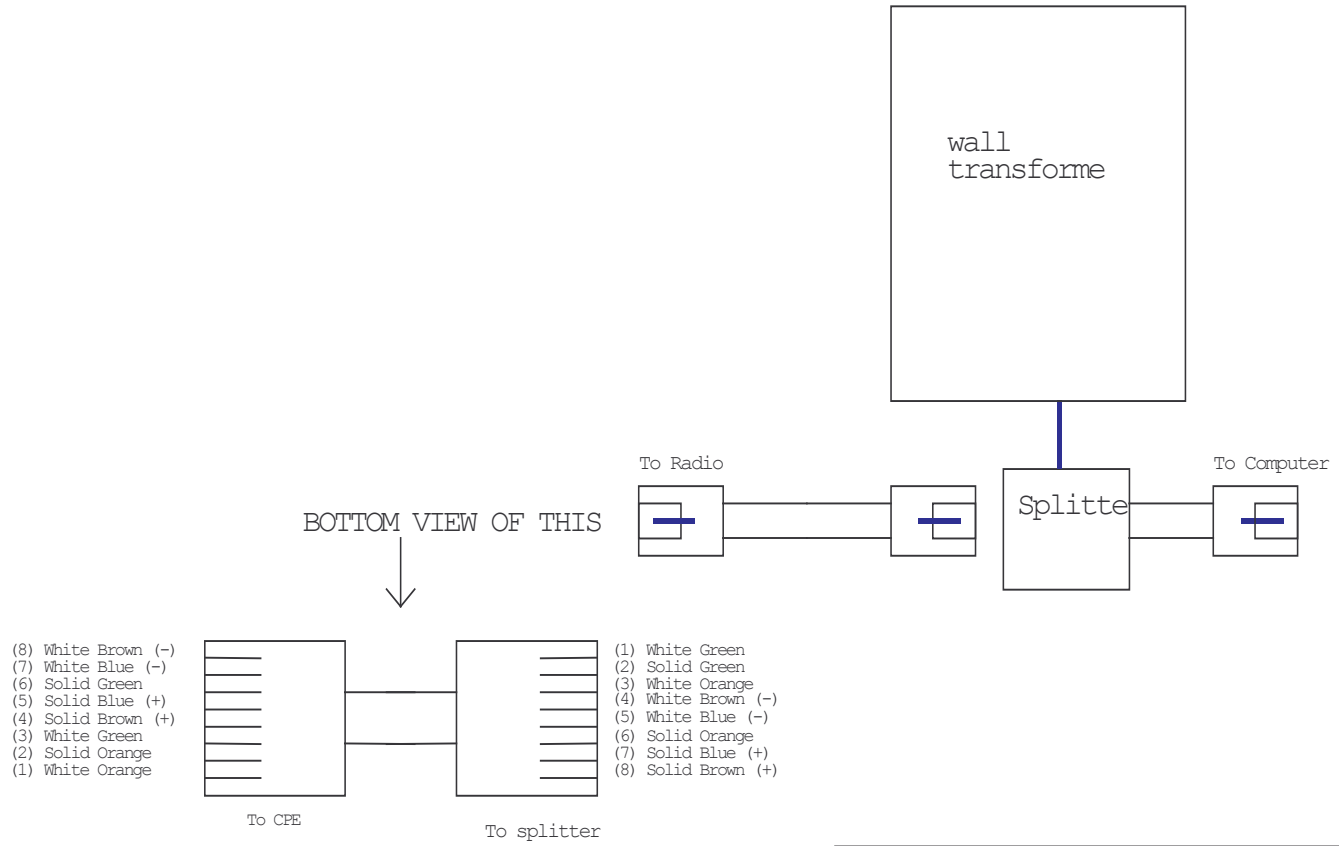 wall
transforme
To Radio
To Computer
Splitte
BOTTOM VIEW OF THIS
(8) White Brown (-)
(7) White Blue (-)
(6) Solid Green
(5) Solid Blue (+)
(4) Solid Brown (+)
(3) White Green
(2) Solid Orange
(1) White Orange
(1) White Green
(2) Solid Green
(3) White Orange
(4) White Brown (-)
(5) White Blue (-)
(6) Solid Orange
(7) Solid Blue (+)
(8) Solid Brown (+)
To CPE
To splitter